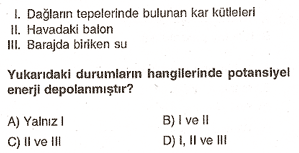 I. Dağların tepelerinde bulunan kar kütleleri
II. Havadaki balon
III. Barajda biriken su
Yukarıdaki durumların hangilerinde potansiyel
enerji depolanmıştır?
A) Yalnız I B) I ve II
C) II ve III D) I, II ve III